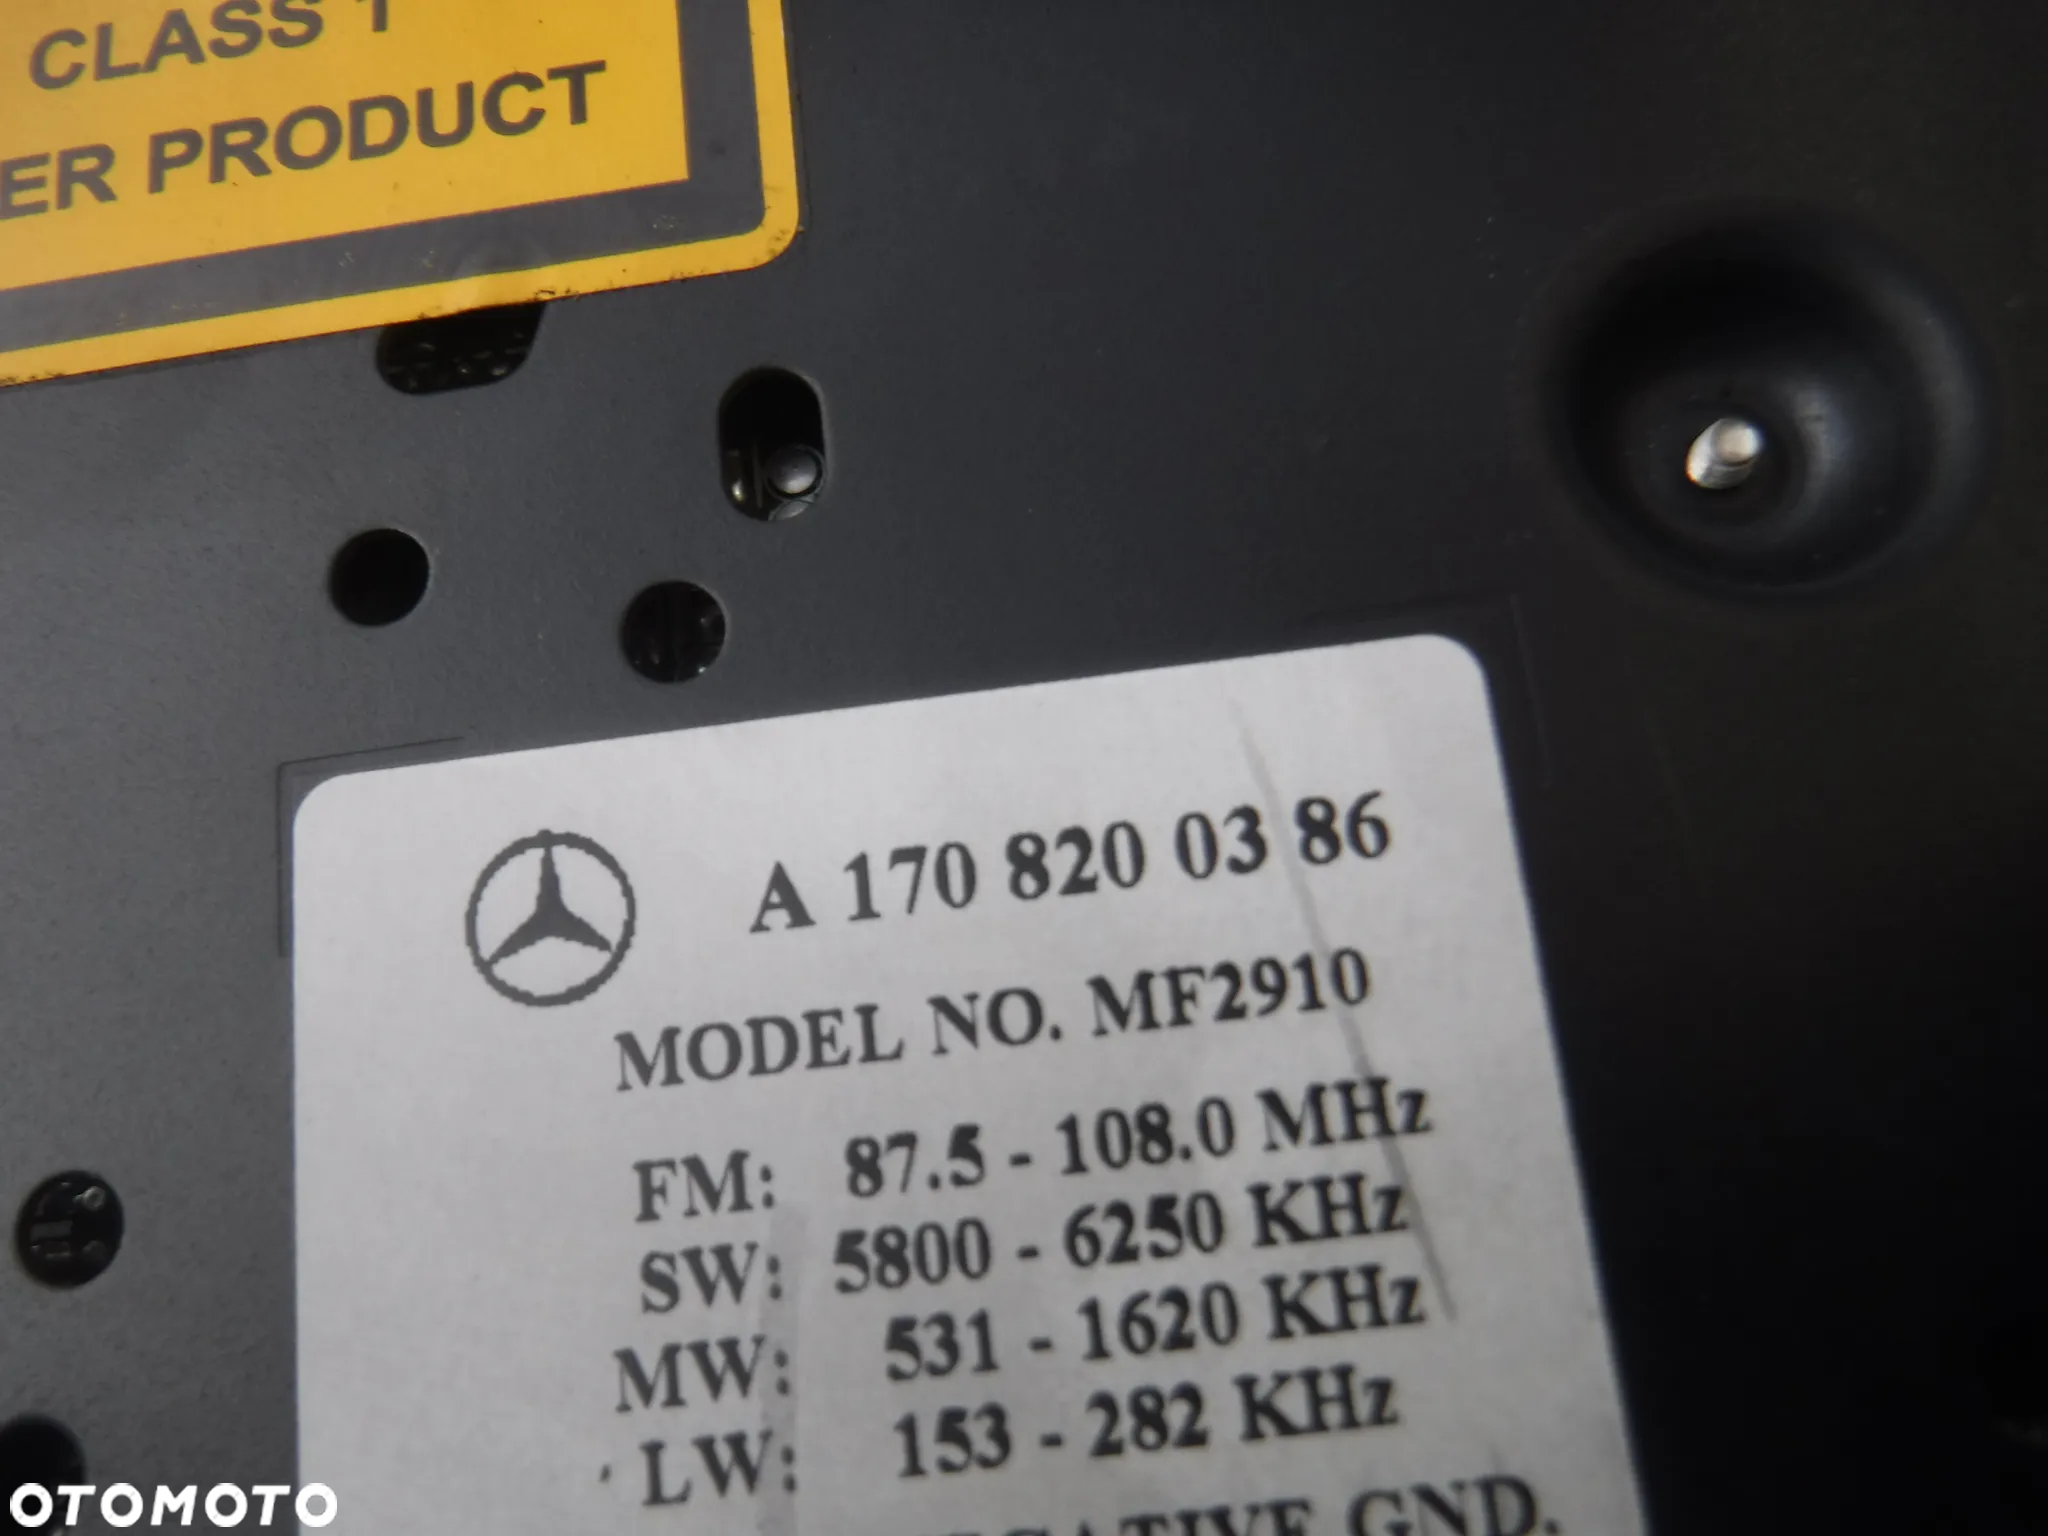 CLASS 1
ER PRODUCT
A 170 820 03 86
MODEL NO. MF2910
FM: 87.5 - 108.0 MHz
SW: 5800 - 6250 KHz
MW: 531 - 1620 KHz
LW: 153 - 282 KHz
GND.
OTOMOTO